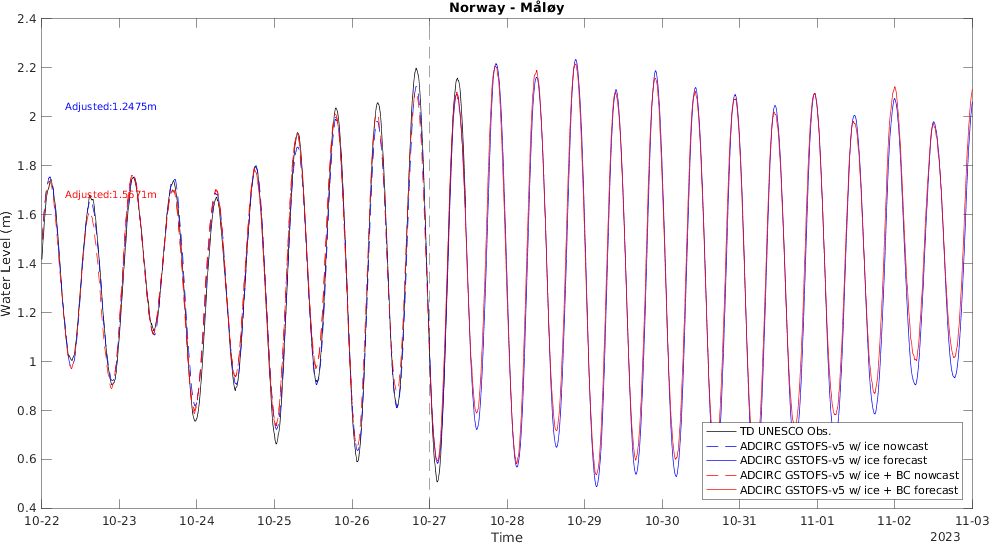 Norway - Måløy
2.4
2.2
2
1.8
1.6
1.4
1.2
1
0.8
0.6
0.4
Water Level (m)
Adjusted:1.2475m
Adjusted:1.5571m
TD UNESCO Obs.
ADCIRC GSTOFS-v5 w/ ice nowcast
ADCIRC GSTOFS-v5 w/ ice forecast
ADCIRC GSTOFS-v5 w/ ice + BC nowcast
ADCIRC GSTOFS-v5 w/ ice + BC forecast
10-22 10-23 10-24 10-25 10-26 10-27 10-28 10-29 10-30 10-31 11-01 11-02 11-03
Time
2023